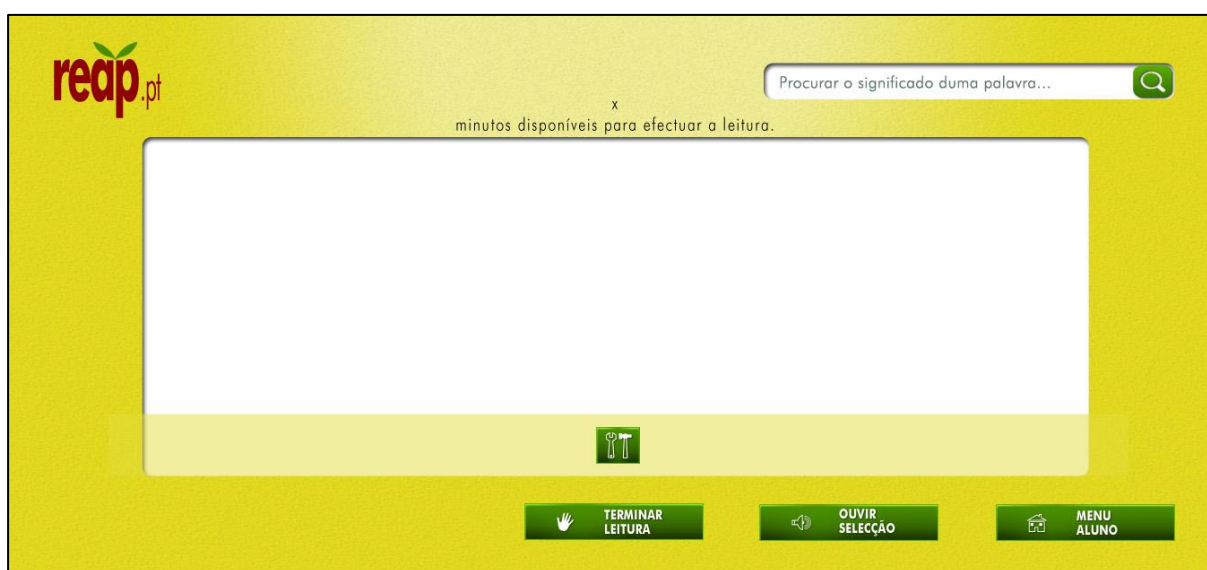 reap.pt
Procurar o significado duma palavra...
x
minutos disponíveis para efectuar a leitura.
TERMINAR
LEITURA
OUVIR
SELECÇÃO
MENU
ALUNO